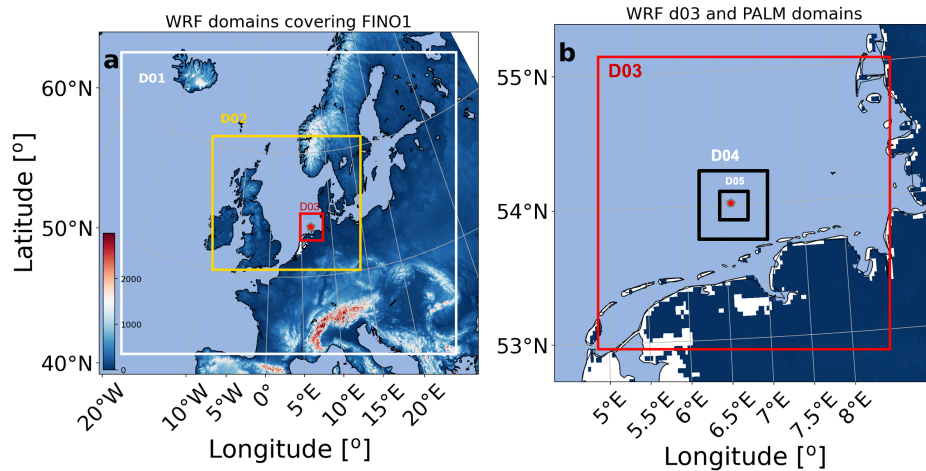 WRF domains covering FINO1
a
D01
D02
D03
60°N
50°N
40°N
Latitude [º]
2000
1000
0
20°W
10°W
5°W
0°
5°E
10°E
15°E
20°E
Longitude [º]
WRF d03 and PALM domains
b
D03
D04
D05
55°N
54°N
53°N
5°E
5.5°E
6°E
6.5°E
7°E
7.5°E
8°E
Longitude [º]